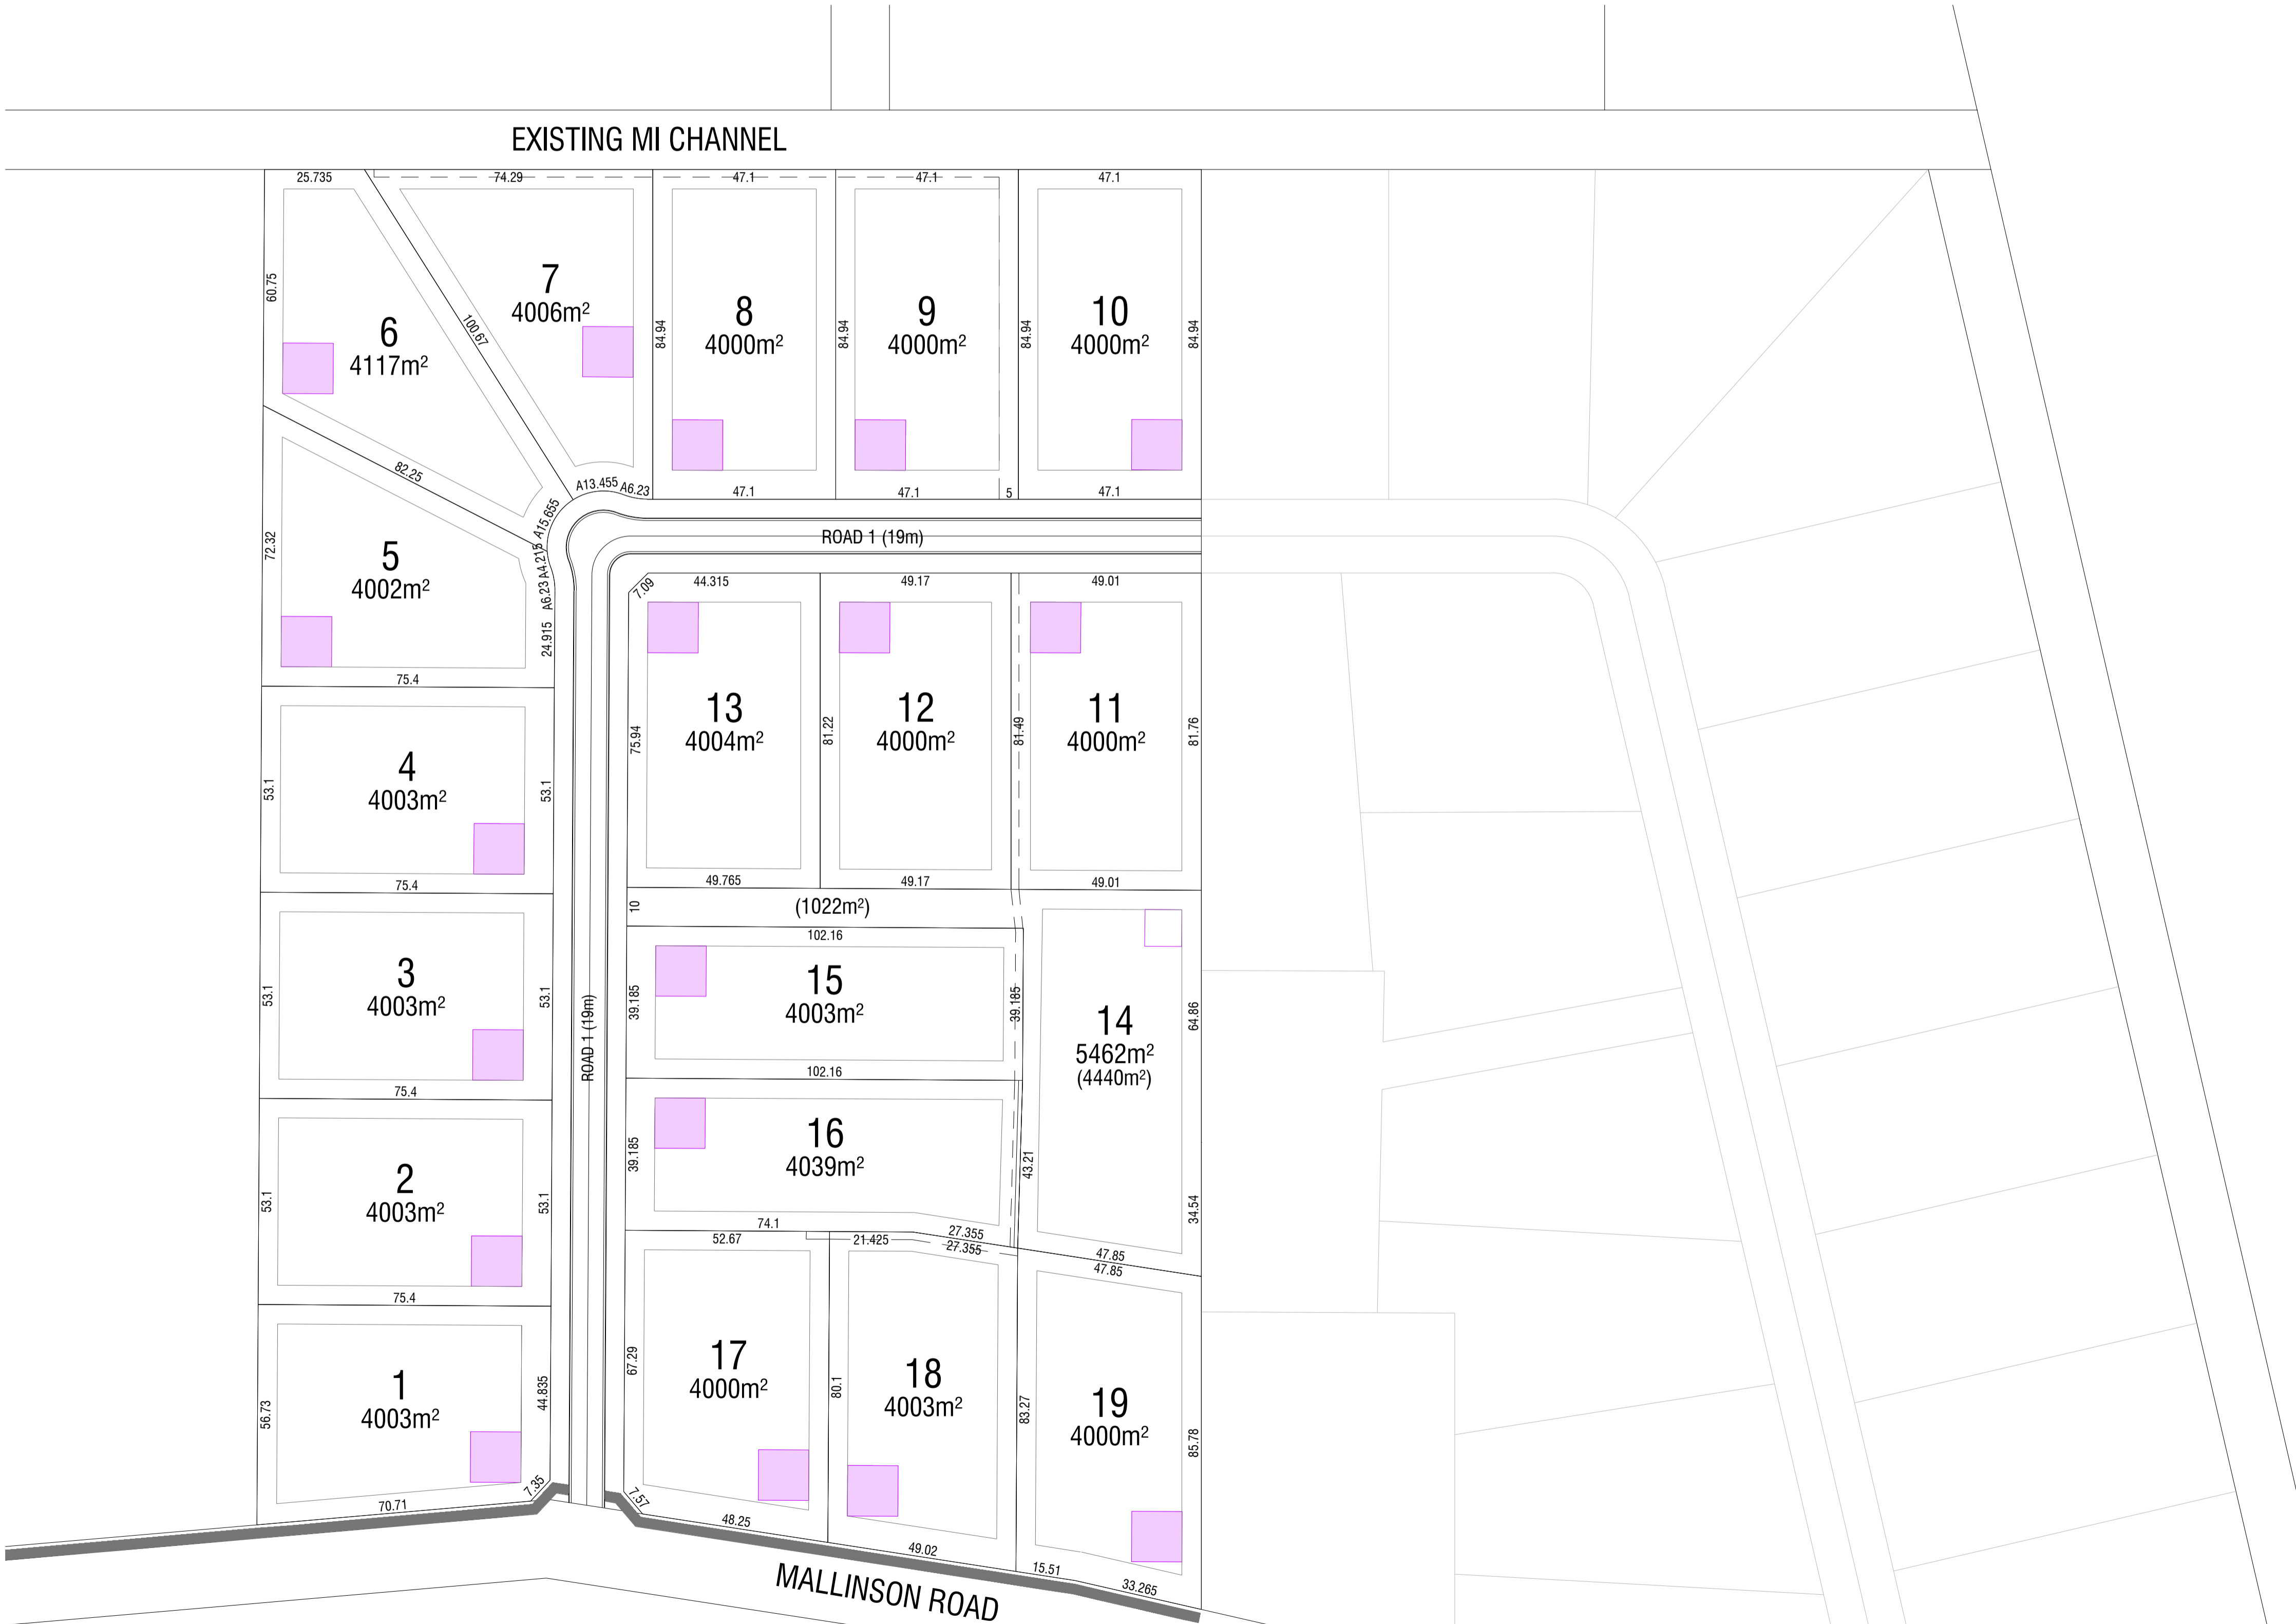 EXISTING MI CHANNEL
25.735
74.29
47.1
47.1
47.1
60.75
6
4117m²
100.67
7
4006m²
84.94
8
4000m²
84.94
9
4000m²
84.94
10
4000m²
84.94
82.25
A15.655
A13.455
A6.23
47.1
47.1
5
47.1
ROAD 1 (19m)
72.32
5
4002m²
A4.215
A6.23
24.915
75.4
7.09
44.315
49.17
49.01
75.94
13
4004m²
81.22
12
4000m²
81.49
11
4000m²
81.76
49.765
49.17
49.01
53.1
4
4003m²
53.1
75.4
10
(1022m²)
102.16
53.1
3
4003m²
53.1
75.4
ROAD 1 (19m)
39.185
15
4003m²
39.185
102.16
14
5462m²
(4440m²)
64.86
34.54
43.21
39.185
16
4039m²
74.1
27.355
47.85
53.1
2
4003m²
53.1
75.4
52.67
21.425
27.355
47.85
56.73
1
4003m²
44.835
7.35
70.71
67.29
17
4000m²
80.1
18
4003m²
83.27
19
4000m²
85.78
7.57
48.25
49.02
15.51
33.265
MALLINSON ROAD